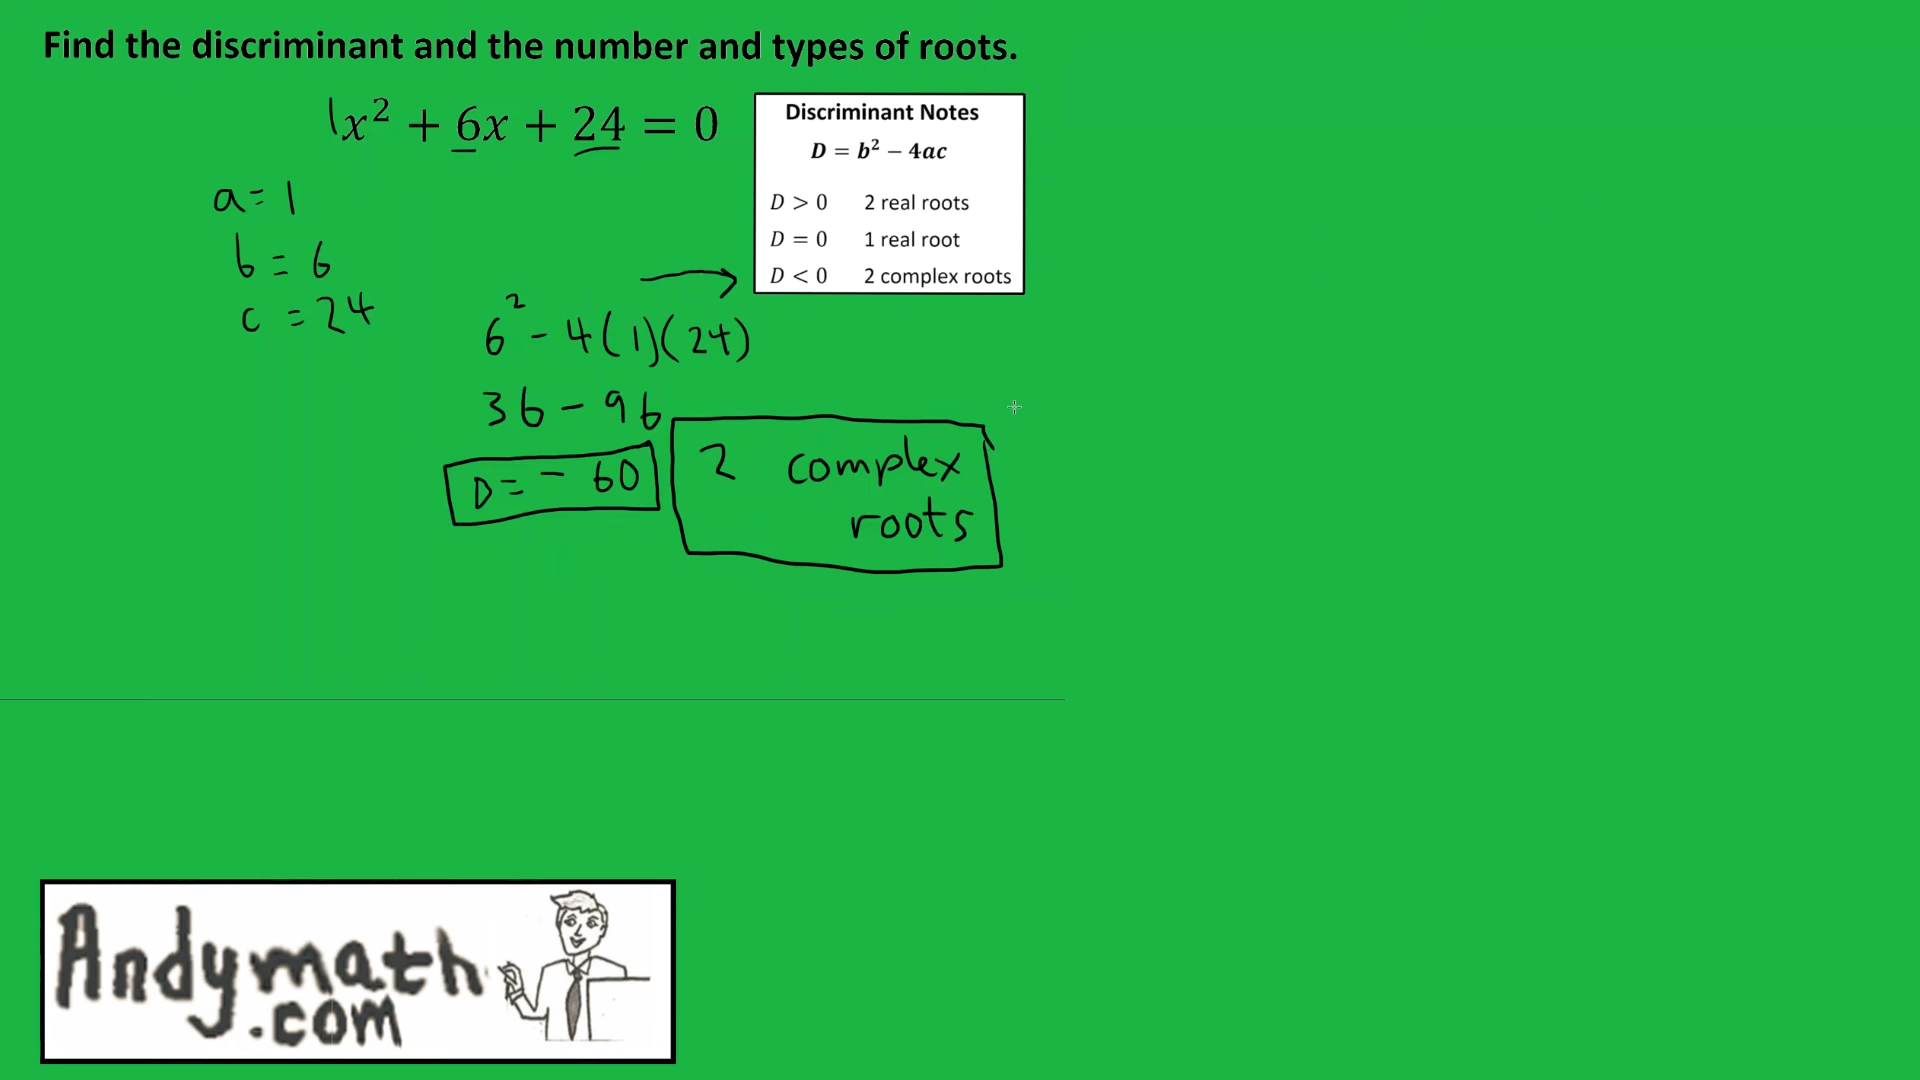 Find the discriminant and the number and types of roots.
1x² + 6x + 24 = 0
Discriminant Notes
D = b² − 4ac
D > 0 2 real roots
D = 0 1 real root
D < 0 2 complex roots
a = 1
b = 6
c = 24
6² - 4(1)(24)
36 - 96
D = - 60
2 complex
roots
Andymath
.com